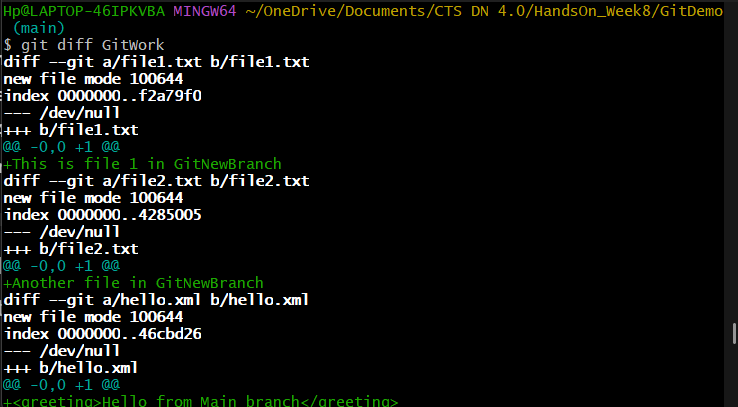 Hp@LAPTOP-46IPKVBA MINGW64 ~/OneDrive/Documents/CTS DN 4.0/HandsOn_Week8/GitDemo
(main)
$ git diff GitWork
diff --git a/file1.txt b/file1.txt
new file mode 100644
index 0000000..f2a79f0
--- /dev/null
+++ b/file1.txt
@@ -0,0 +1 @@
+This is file 1 in GitNewBranch
diff --git a/file2.txt b/file2.txt
new file mode 100644
index 0000000..4285005
--- /dev/null
+++ b/file2.txt
@@ -0,0 +1 @@
+Another file in GitNewBranch
diff --git a/hello.xml b/hello.xml
new file mode 100644
index 0000000..46cbd26
--- /dev/null
+++ b/hello.xml
@@ -0,0 +1 @@
+<greeting>Hello from Main branch</greeting>